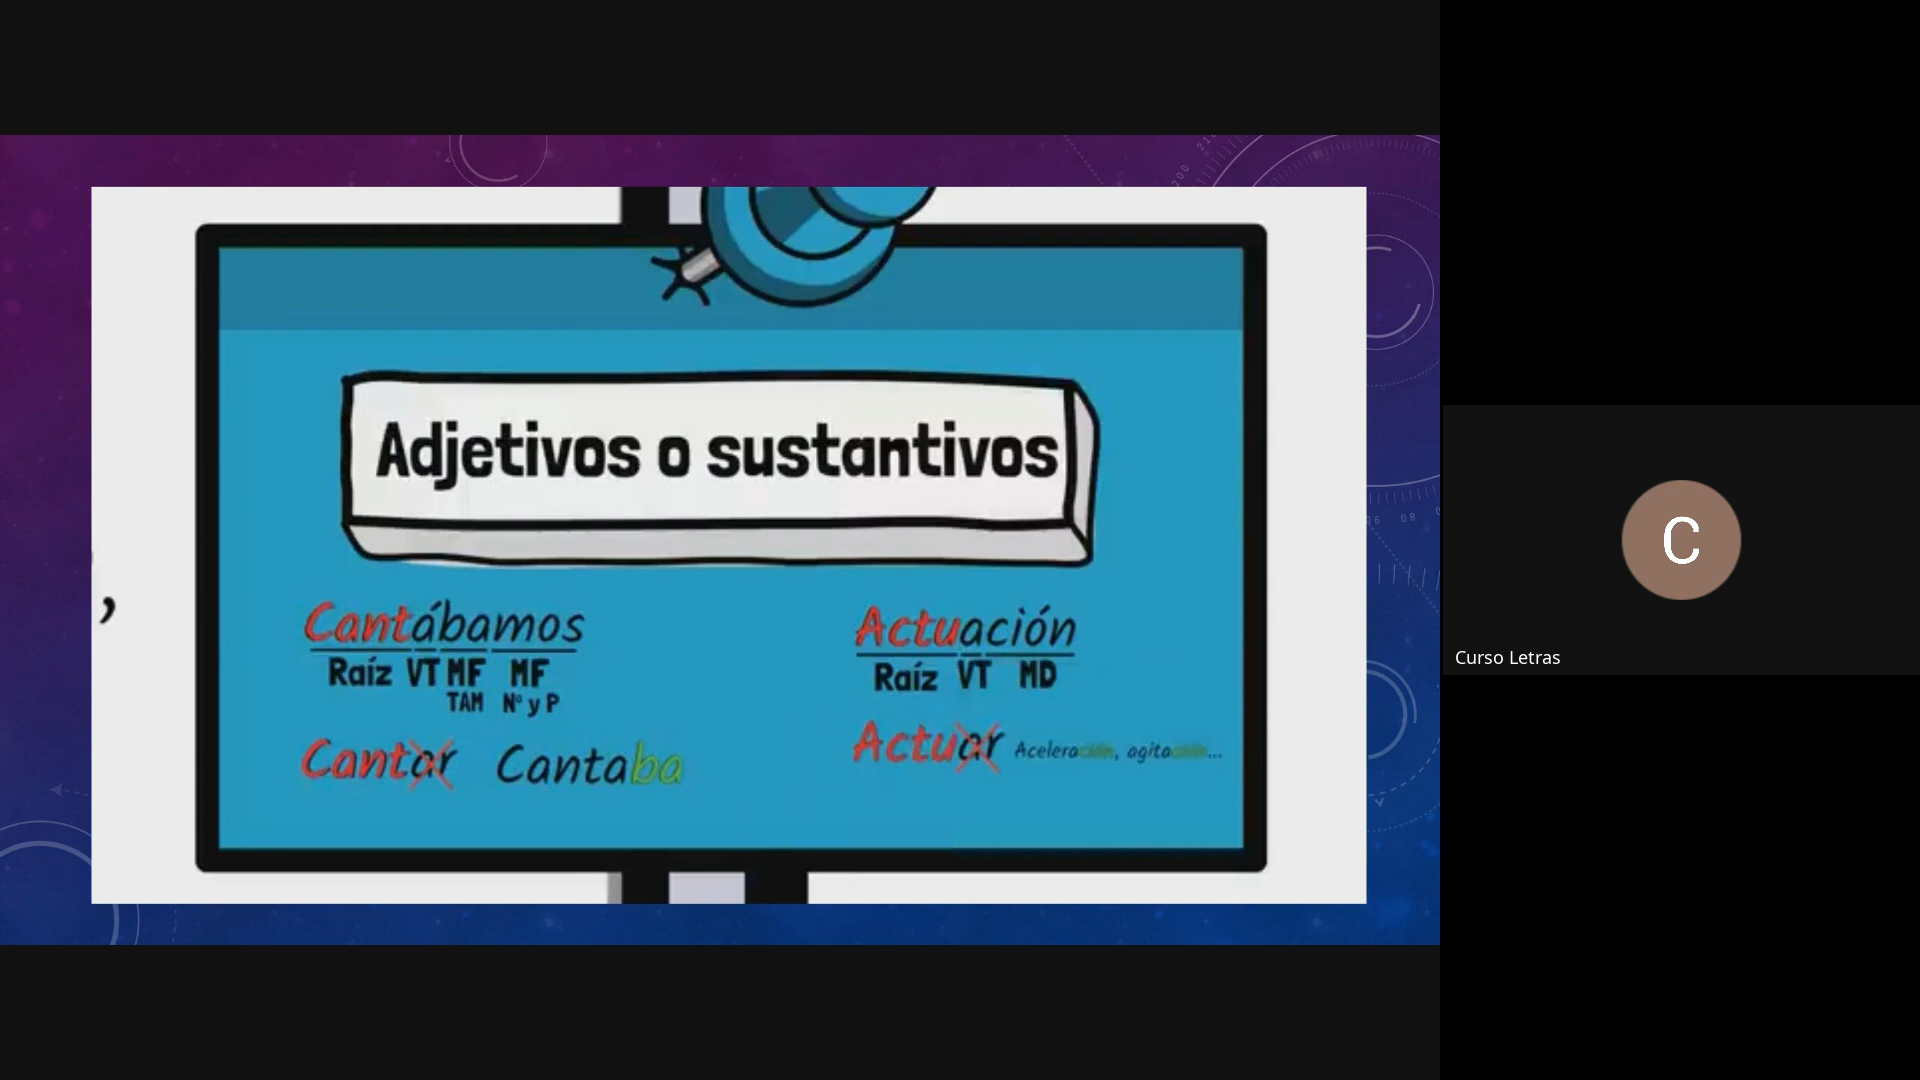 Adjetivos o sustantivos
Cantábamos
Raíz VT MF MF
TAM Nº y P
Cantar Cantaba
Actuación
Raíz VT MD
Actuar Aceleración, agitación...
,
C
Curso Letras